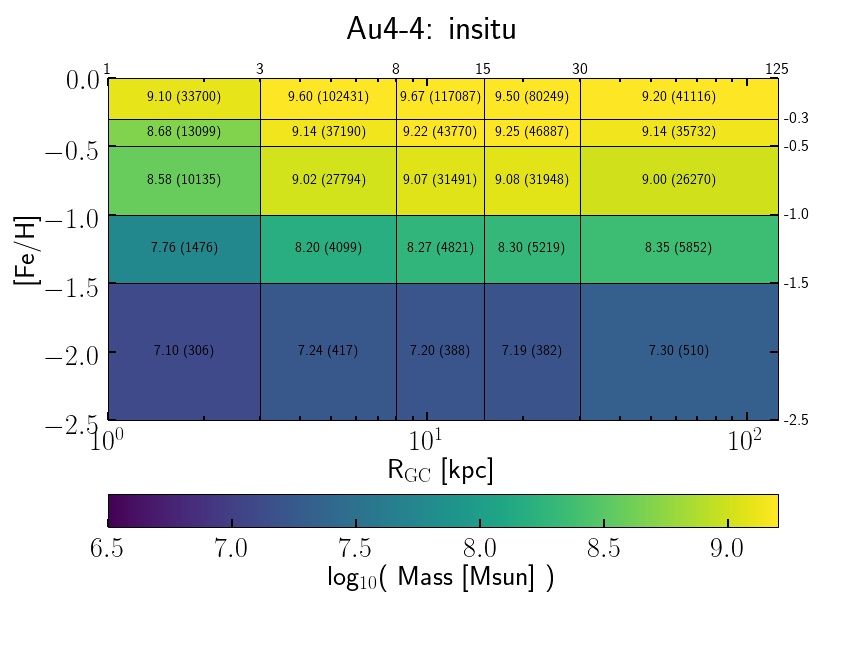 Au4-4: insitu
1 3 8 15 30 125
0.0
9.10 (33700) 9.60 (102431) 9.67 (117087) 9.50 (80249) 9.20 (41116)
-0.3
8.68 (13099) 9.14 (37190) 9.22 (43770) 9.25 (46887) 9.14 (35732)
−0.5 -0.5
8.58 (10135) 9.02 (27794) 9.07 (31491) 9.08 (31948) 9.00 (26270)
−1.0 -1.0
[Fe/H]
7.76 (1476) 8.20 (4099) 8.27 (4821) 8.30 (5219) 8.35 (5852)
−1.5 -1.5
7.10 (306) 7.24 (417) 7.20 (388) 7.19 (382) 7.30 (510)
−2.0
−2.5 -2.5
10⁰ 10¹ 10²
R_GC [kpc]
6.5 7.0 7.5 8.0 8.5 9.0
log₁₀( Mass [Msun] )